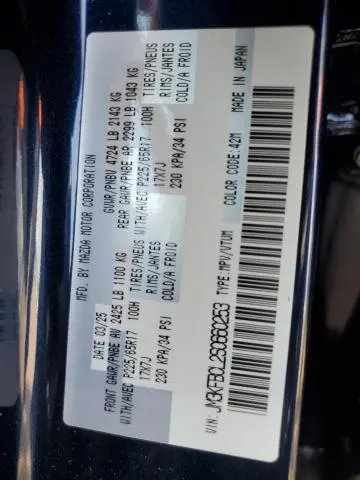 MFD. BY MAZDA MOTOR CORPORATION
DATE 03/25 GVWR/PNBV 4724 LB 2143 KG
FRONT GAWR/PNBE AV 2425 LB 1100 KG REAR GAWR/PNBE AR 2299 LB 1043 KG
WITH/AVEC P225/65R17 100H TIRES/PNEUS WITH/AVEC P225/65R17 100H TIRES/PNEUS
17X7J RIMS/JANTES 17X7J RIMS/JANTES
230 KPA/34 PSI COLD/A FROID 230 KPA/34 PSI COLD/A FROID
VIN: JM3KFBCL2S0660253 TYPE:MPV/VTUM COLOR CODE: 42M MADE IN JAPAN